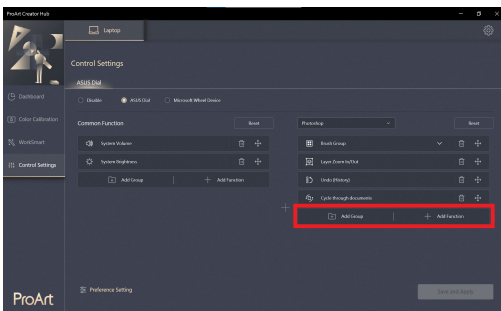 ProArt Creator Hub
Laptop
Control Settings
ASUS Dial
Dashboard
Disable ASUS Dial Microsoft Wheel Device
Color Calibration
Common Function Reset Photoshop Reset
WorkSmart
System Volume Brush Group
Control Settings
System Brightness Layer Zoom In/Out
Add Group Add Function Undo (History)
Cycle through documents
Add Group Add Function
Preference Setting
Save and Apply
ProArt